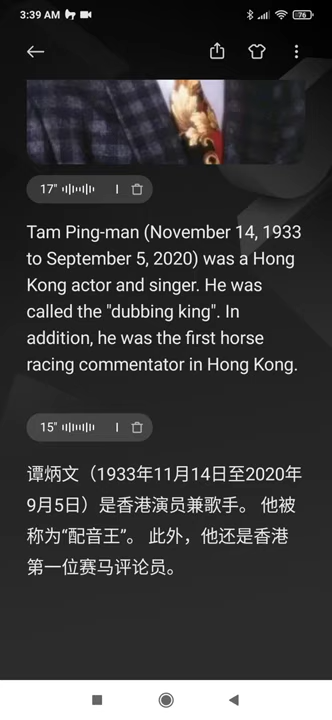 3:39 AM
76
17"
Tam Ping-man (November 14, 1933
to September 5, 2020) was a Hong
Kong actor and singer. He was
called the "dubbing king". In
addition, he was the first horse
racing commentator in Hong Kong.
15"
谭炳文（1933年11月14日至2020年
9月5日）是香港演员兼歌手。 他被
称为“配音王”。 此外，他还是香港
第一位赛马评论员。